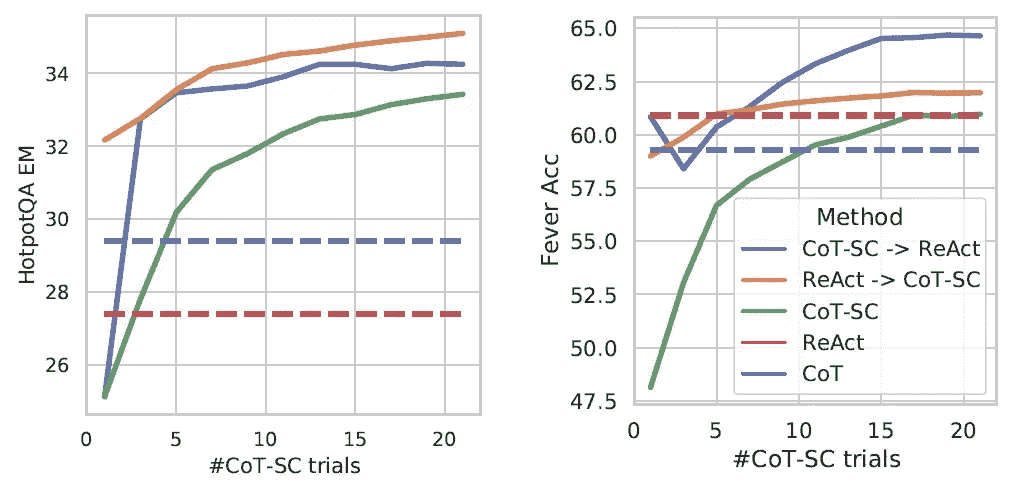 HotpotQA EM
34
32
30
28
26
0 5 10 15 20
#CoT-SC trials
Fever Acc
65.0
62.5
60.0
57.5
55.0
52.5
50.0
47.5
Method
CoT-SC -> ReAct
ReAct -> CoT-SC
CoT-SC
ReAct
CoT
0 5 10 15 20
#CoT-SC trials